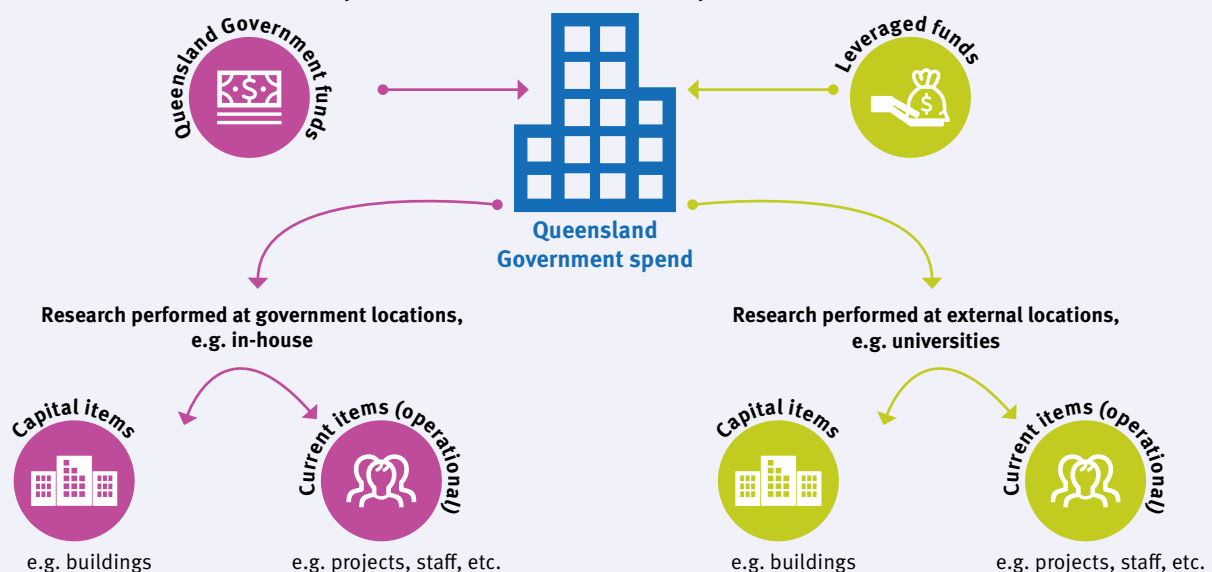 Queensland Government funds
Leveraged funds
$
$
Queensland
Government spend
Research performed at government locations,
e.g. in-house
Research performed at external locations,
e.g. universities
Capital items
Current items (operational)
Capital items
Current items (operational)
e.g. buildings
e.g. projects, staff, etc.
e.g. buildings
e.g. projects, staff, etc.